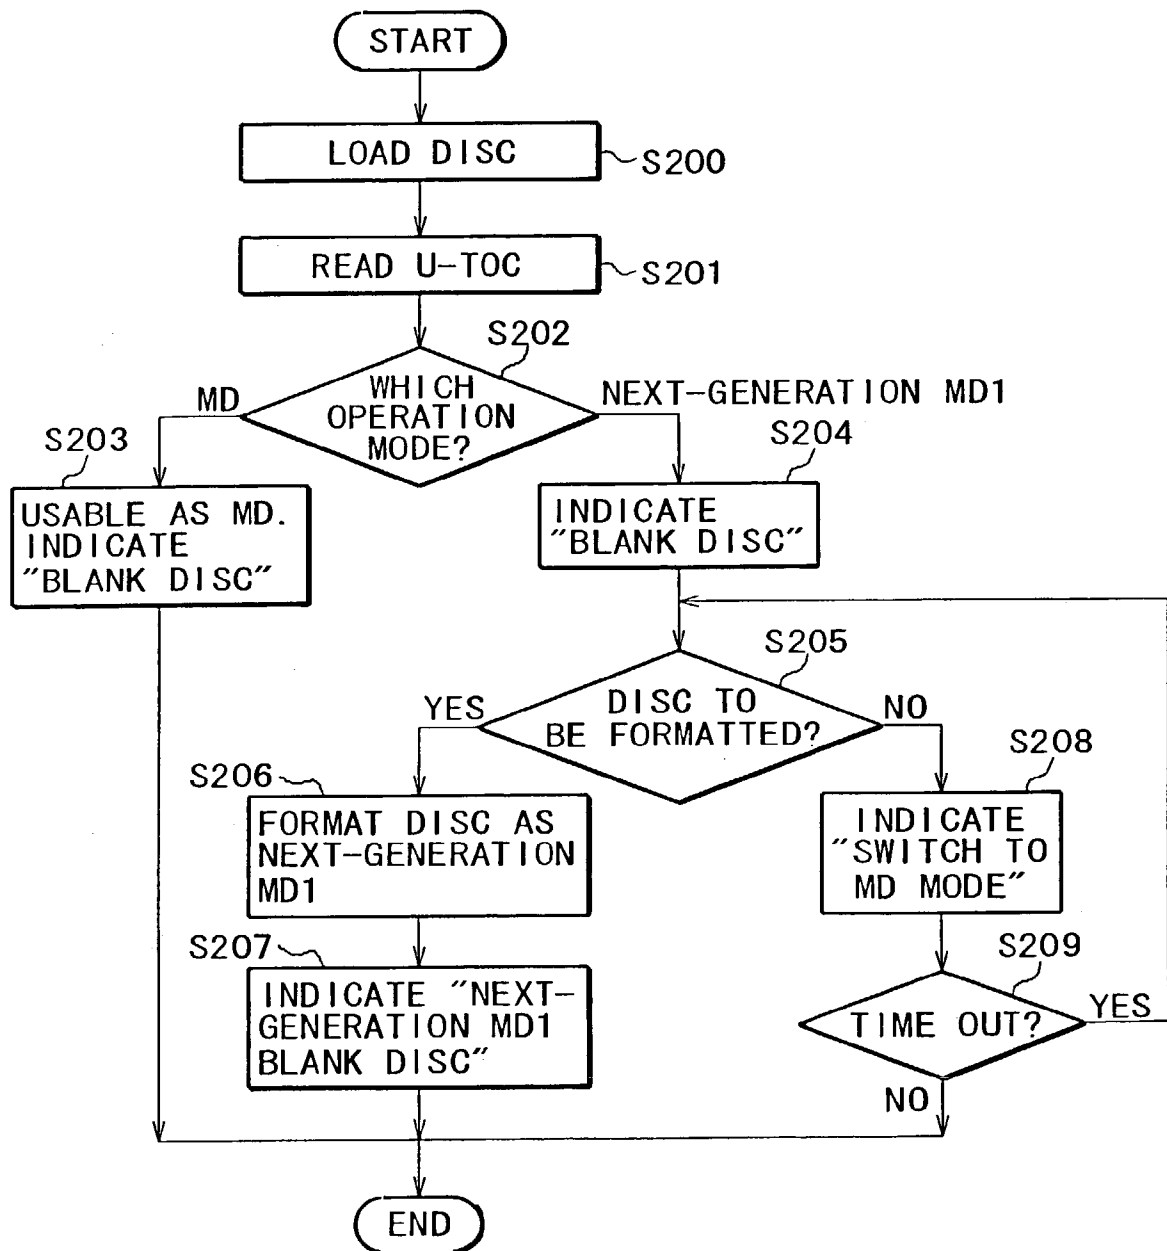 START
LOAD DISC
S200
READ U-TOC
S201
S202
WHICH
OPERATION
MODE?
MD
NEXT-GENERATION MD1
S203
USABLE AS MD.
INDICATE
"BLANK DISC"
S204
INDICATE
"BLANK DISC"
S205
DISC TO
BE FORMATTED?
YES
NO
S206
FORMAT DISC AS
NEXT-GENERATION
MD1
S208
INDICATE
"SWITCH TO
MD MODE"
S207
INDICATE "NEXT-
GENERATION MD1
BLANK DISC"
S209
TIME OUT?
YES
NO
END